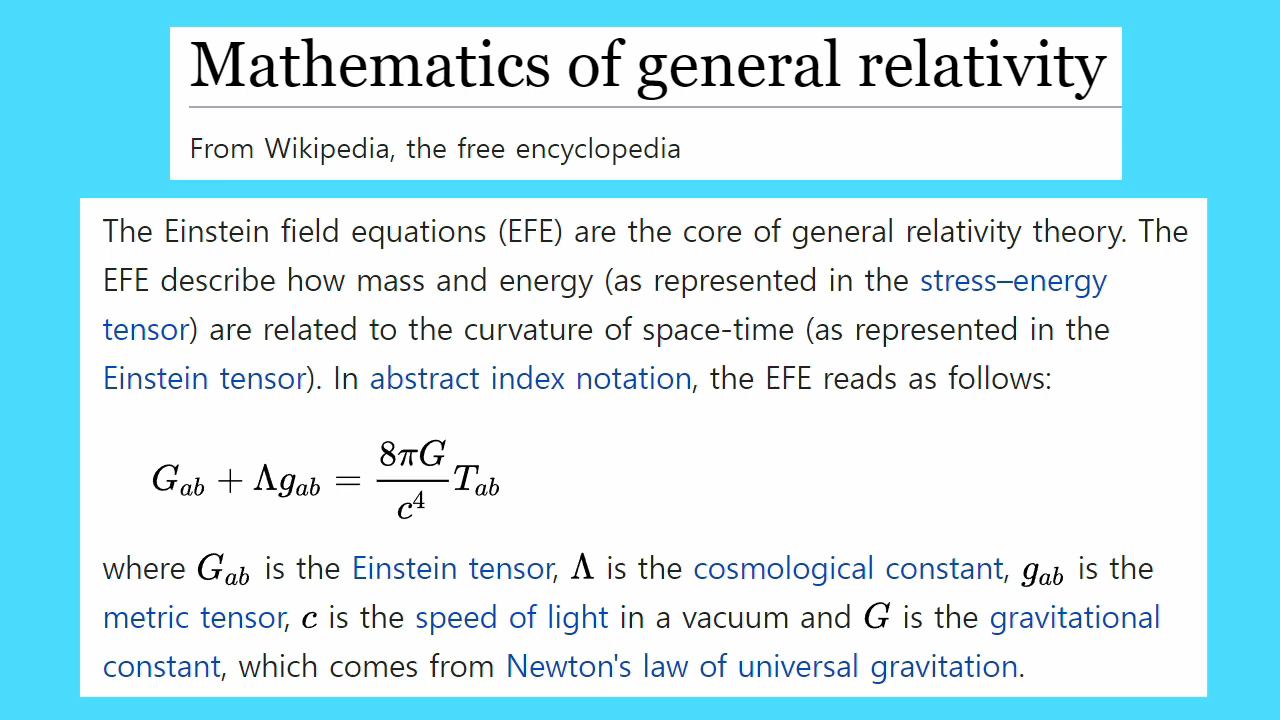 Mathematics of general relativity
From Wikipedia, the free encyclopedia
The Einstein field equations (EFE) are the core of general relativity theory. The
EFE describe how mass and energy (as represented in the stress–energy
tensor) are related to the curvature of space-time (as represented in the
Einstein tensor). In abstract index notation, the EFE reads as follows:
$G_{ab} + \Lambda g_{ab} = \frac{8\pi G}{c^4} T_{ab}$
where $G_{ab}$ is the Einstein tensor, $\Lambda$ is the cosmological constant, $g_{ab}$ is the
metric tensor, $c$ is the speed of light in a vacuum and $G$ is the gravitational
constant, which comes from Newton's law of universal gravitation.